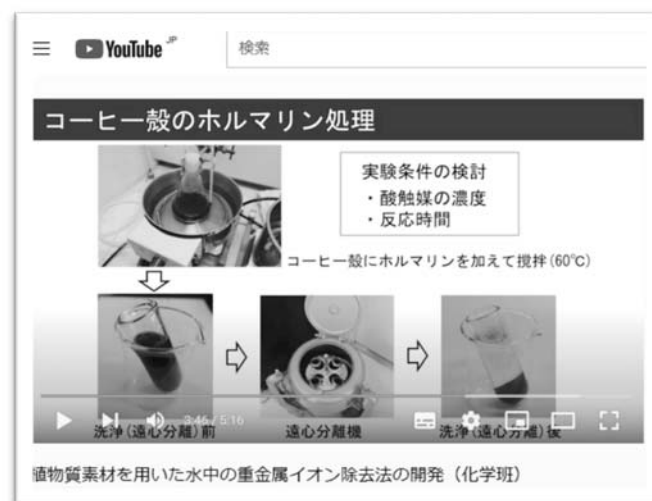 YouTube JP
検索
コーヒー殻のホルマリン処理
実験条件の検討
・酸触媒の濃度
・反応時間
コーヒー殻にホルマリンを加えて撹拌(60℃)
3:46 / 5:16
洗浄(遠心分離)前
遠心分離機
洗浄(遠心分離)後
植物質素材を用いた水中の重金属イオン除去法の開発（化学班）